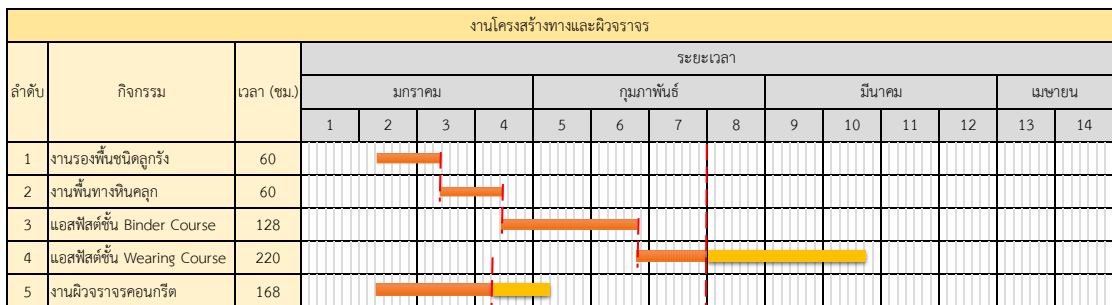 งานโครงสร้างทางและผิวจราจร
ลำดับ กิจกรรม เวลา (ชม.) ระยะเวลา
มกราคม กุมภาพันธ์ มีนาคม เมษายน
1 2 3 4 5 6 7 8 9 10 11 12 13 14
1 งานรองพื้นชนิดลูกรัง 60
2 งานพื้นทางหินคลุก 60
3 แอสฟัสต์ชั้น Binder Course 128
4 แอสฟัสต์ชั้น Wearing Course 220
5 งานผิวจราจรคอนกรีต 168